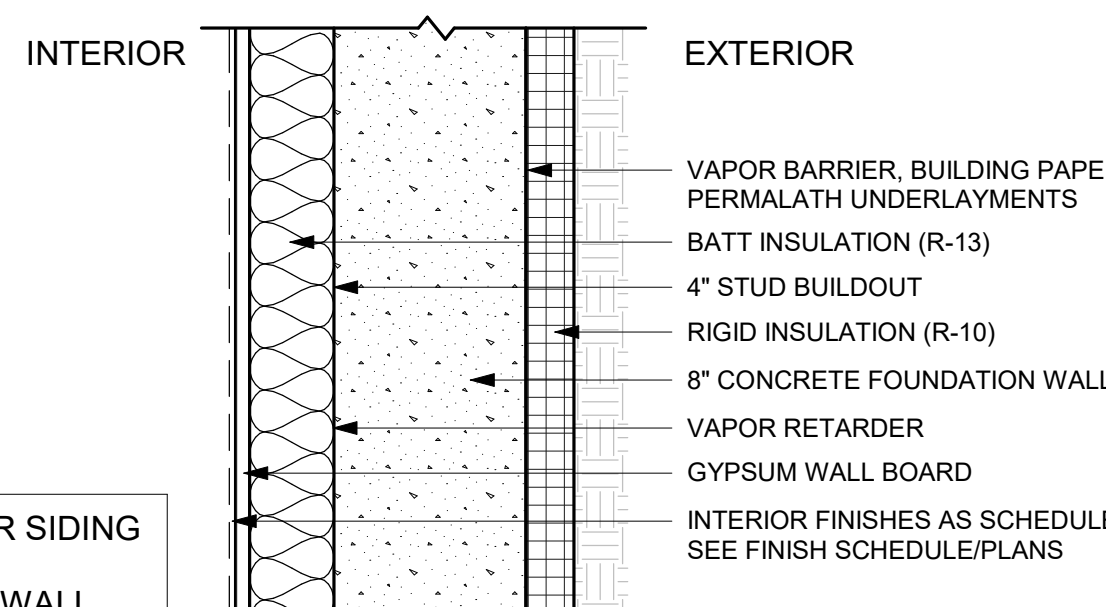 INTERIOR
EXTERIOR
VAPOR BARRIER, BUILDING PAPE
PERMALATH UNDERLAYMENTS
BATT INSULATION (R-13)
4" STUD BUILDOUT
RIGID INSULATION (R-10)
8" CONCRETE FOUNDATION WALL
VAPOR RETARDER
GYPSUM WALL BOARD
INTERIOR FINISHES AS SCHEDULE
SEE FINISH SCHEDULE/PLANS
R SIDING
WALL